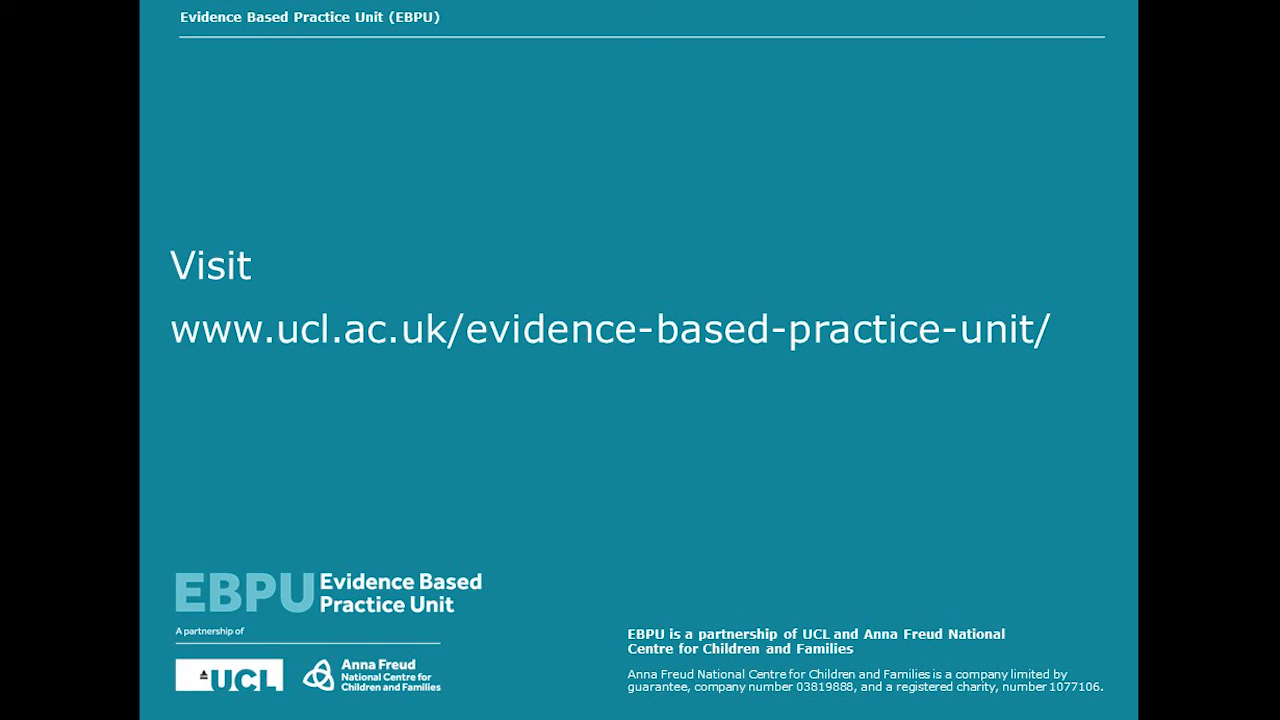 Evidence Based Practice Unit (EBPU)
Visit
www.ucl.ac.uk/evidence-based-practice-unit/
EBPU Evidence Based
Practice Unit
A partnership of
UCL
Anna Freud
National Centre for
Children and Families
EBPU is a partnership of UCL and Anna Freud National
Centre for Children and Families
Anna Freud National Centre for Children and Families is a company limited by
guarantee, company number 03819888, and a registered charity, number 1077106.